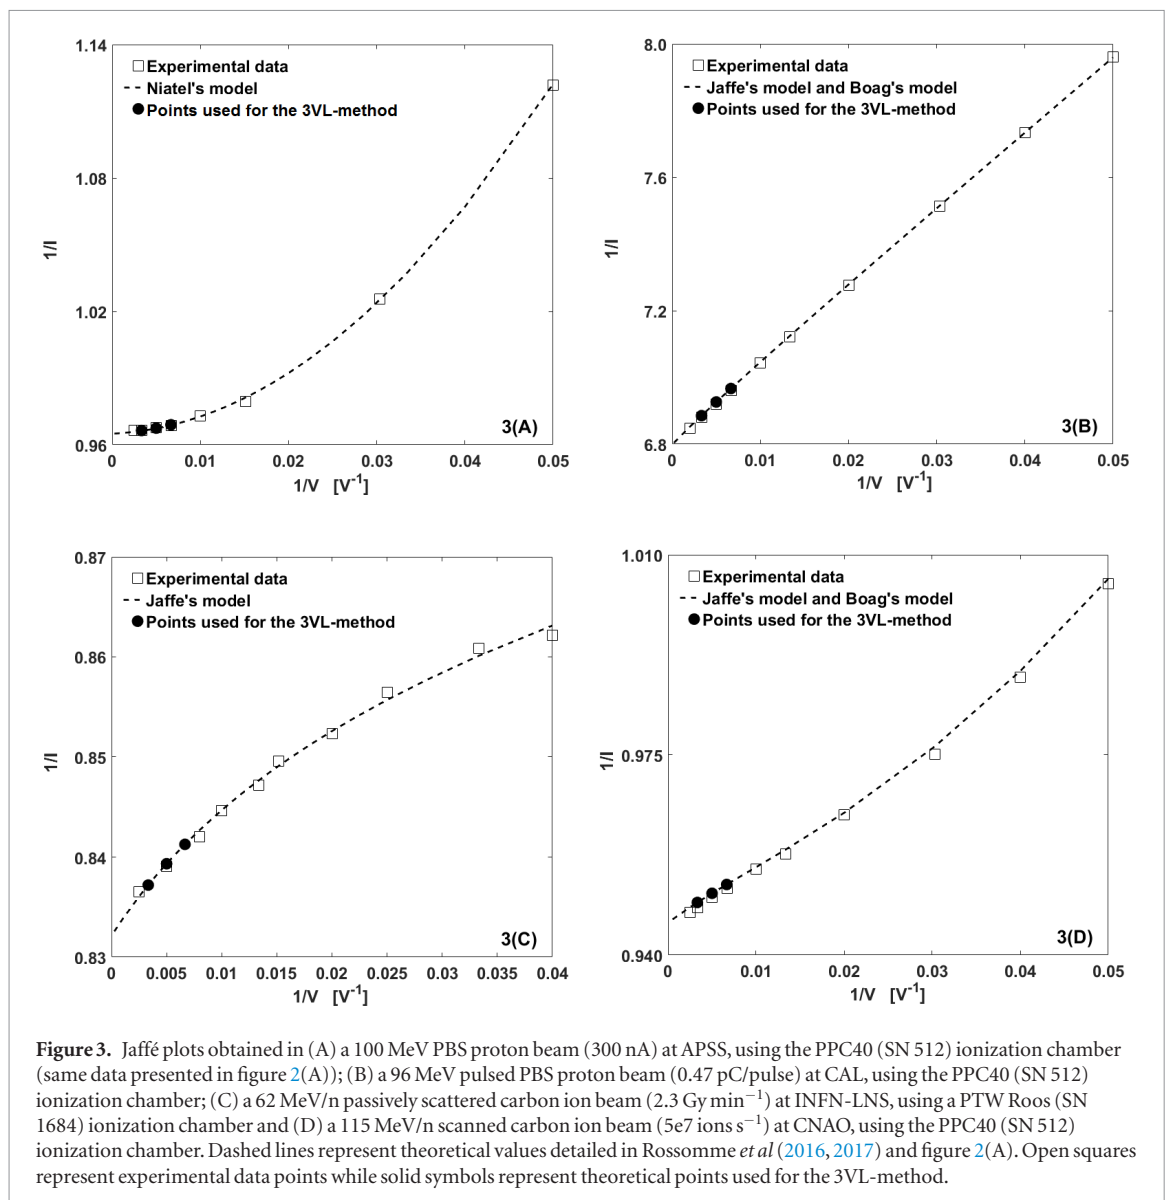 1.14
1.08
1.02
0.96
1/I
Experimental data
Niatel's model
Points used for the 3VL-method
3(A)
0 0.01 0.02 0.03 0.04 0.05
1/V [V⁻¹]
8.0
7.6
7.2
6.8
1/I
Experimental data
Jaffe's model and Boag's model
Points used for the 3VL-method
3(B)
0 0.01 0.02 0.03 0.04 0.05
1/V [V⁻¹]
0.87
0.86
0.85
0.84
0.83
1/I
Experimental data
Jaffe's model
Points used for the 3VL-method
3(C)
0 0.005 0.01 0.015 0.02 0.025 0.03 0.035 0.04
1/V [V⁻¹]
1.010
0.975
0.940
1/I
Experimental data
Jaffe's model and Boag's model
Points used for the 3VL-method
3(D)
0 0.01 0.02 0.03 0.04 0.05
1/V [V⁻¹]
Figure 3. Jaffé plots obtained in (A) a 100 MeV PBS proton beam (300 nA) at APSS, using the PPC40 (SN 512) ionization chamber
(same data presented in figure 2(A)); (B) a 96 MeV pulsed PBS proton beam (0.47 pC/pulse) at CAL, using the PPC40 (SN 512)
ionization chamber; (C) a 62 MeV/n passively scattered carbon ion beam (2.3 Gy min⁻¹) at INFN-LNS, using a PTW Roos (SN
1684) ionization chamber and (D) a 115 MeV/n scanned carbon ion beam (5e7 ions s⁻¹) at CNAO, using the PPC40 (SN 512)
ionization chamber. Dashed lines represent theoretical values detailed in Rossomme et al (2016, 2017) and figure 2(A). Open squares
represent experimental data points while solid symbols represent theoretical points used for the 3VL-method.